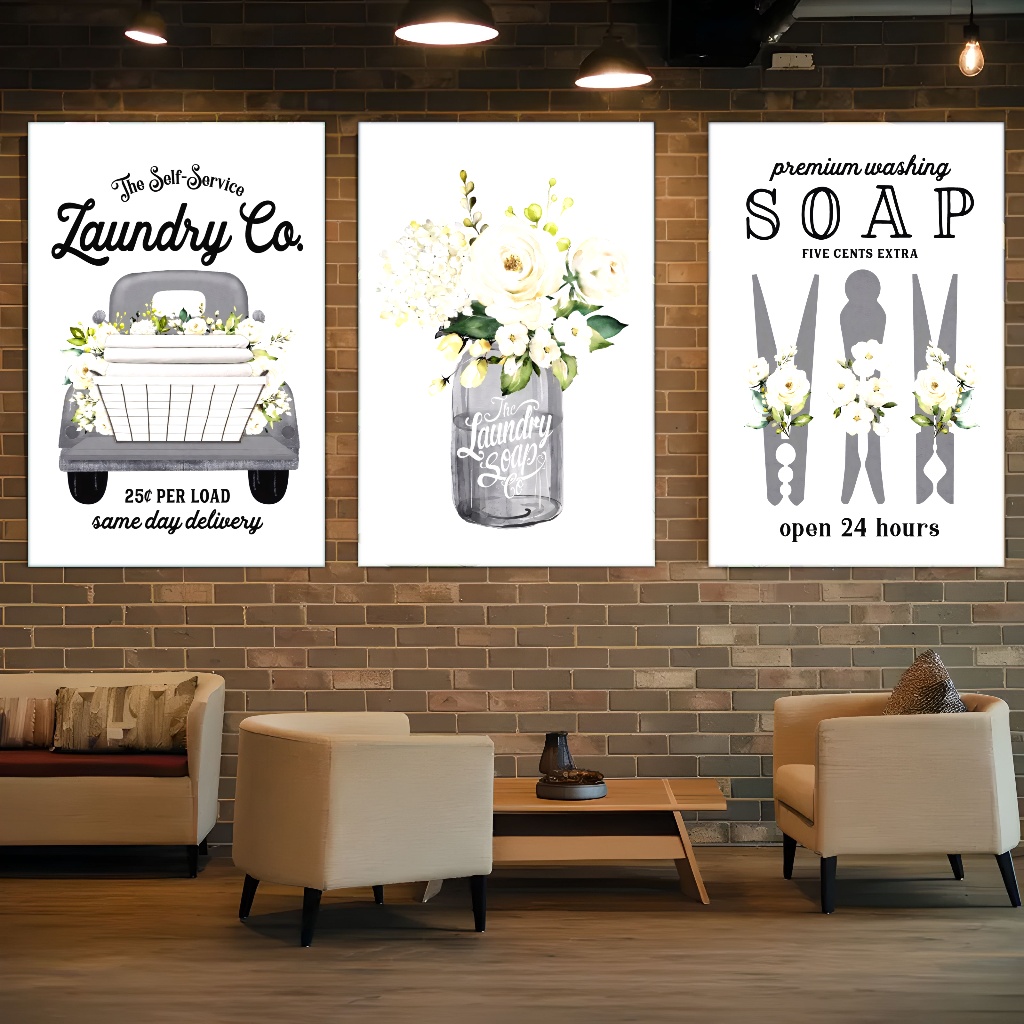 The Self-Service
Laundry Co.
25¢ PER LOAD
same day delivery
The
Laundry
Soap
Co
premium washing
SOAP
FIVE CENTS EXTRA
open 24 hours